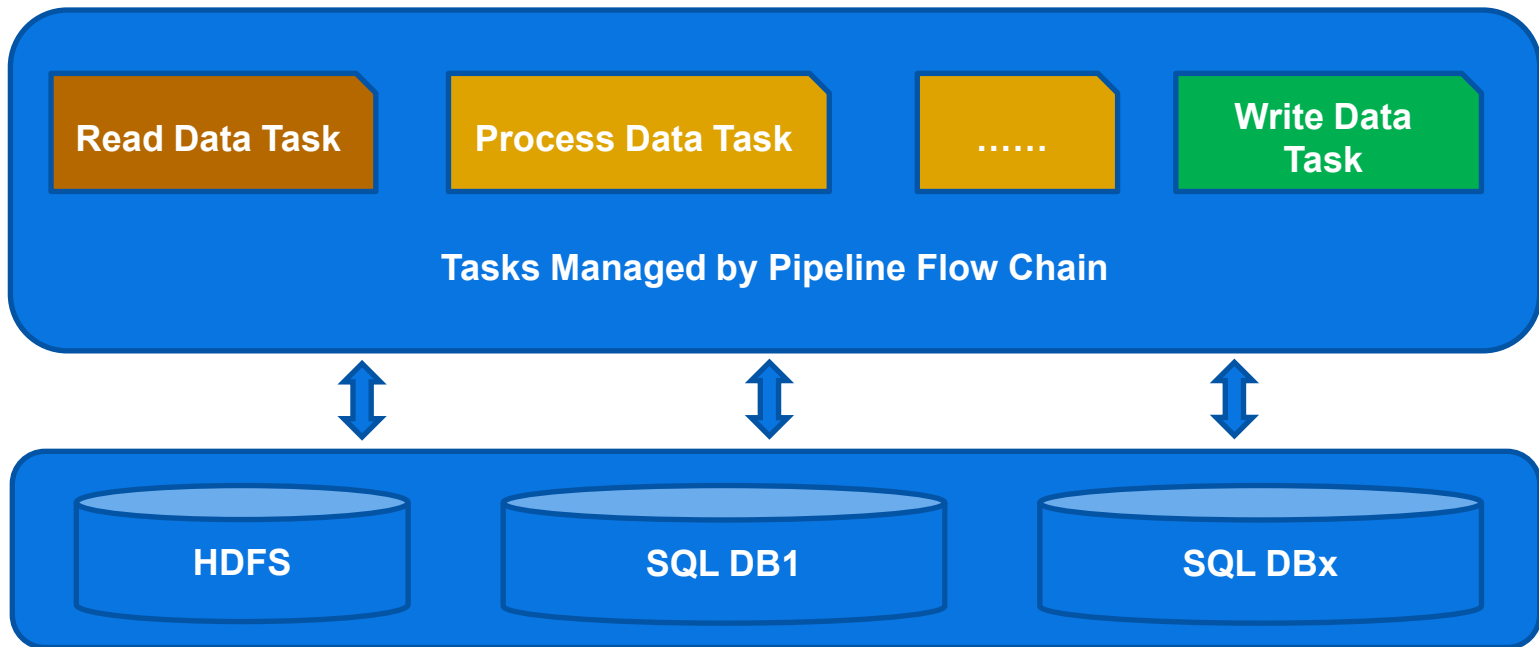 Read Data Task
Process Data Task
......
Write Data
Task
Tasks Managed by Pipeline Flow Chain
HDFS
SQL DB1
SQL DBx